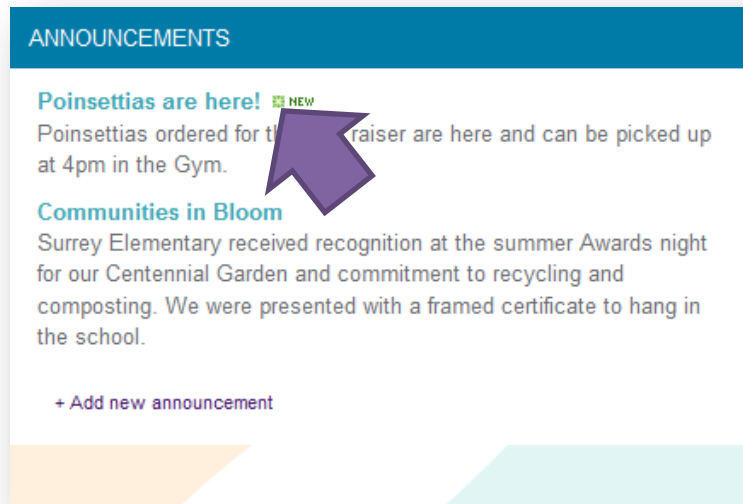 ANNOUNCEMENTS
Poinsettias are here! NEW
Poinsettias ordered for raiser are here and can be picked up
at 4pm in the Gym.
Communities in Bloom
Surrey Elementary received recognition at the summer Awards night
for our Centennial Garden and commitment to recycling and
composting. We were presented with a framed certificate to hang in
the school.
+ Add new announcement